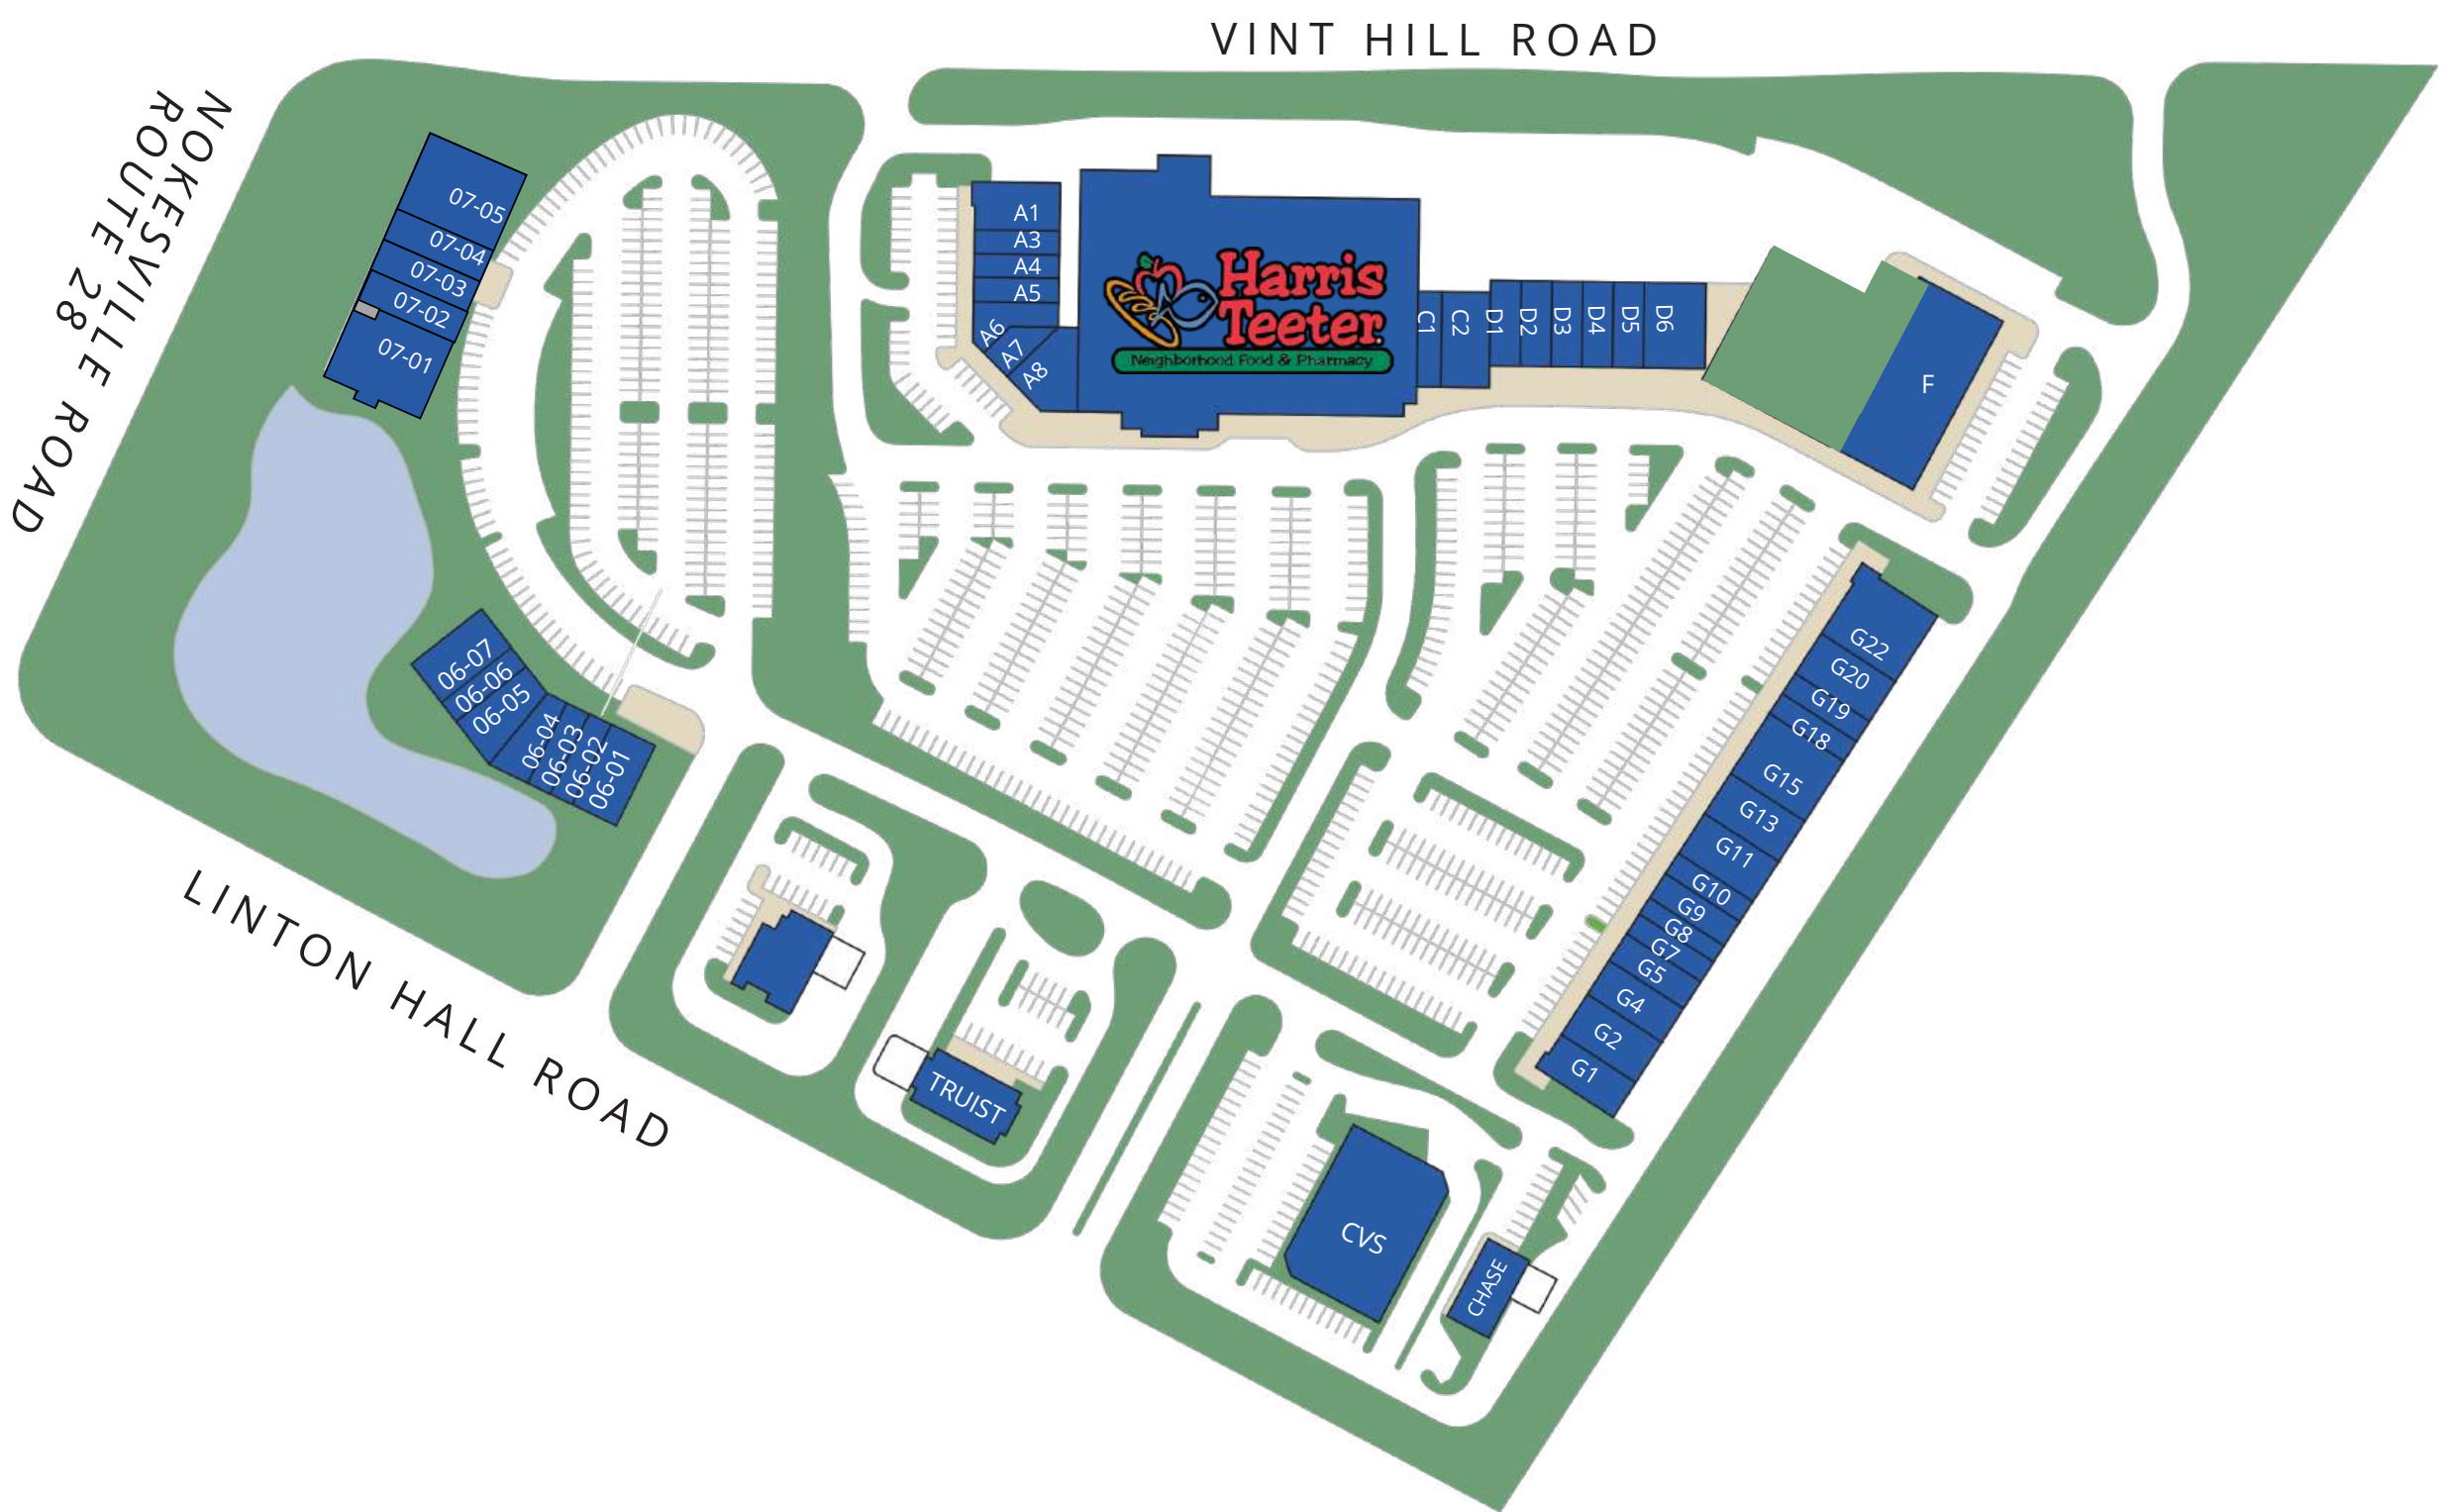 VINT HILL ROAD
NOKESVILLE ROAD
ROUTE 28
07-05
07-04
07-03
07-02
07-01
A1
A3
A4
A5
A6
A7
A8
Harris
Teeter
Neighborhood Food & Pharmacy
C1
C2
D1
D2
D3
D4
D5
D6
F
06-07
06-06
06-05
06-04
06-03
06-02
06-01
G22
G20
G19
G18
G15
G13
G11
G10
G9
G8
G7
G5
G4
G2
G1
LINTON HALL ROAD
TRUIST
CVS
CHASE